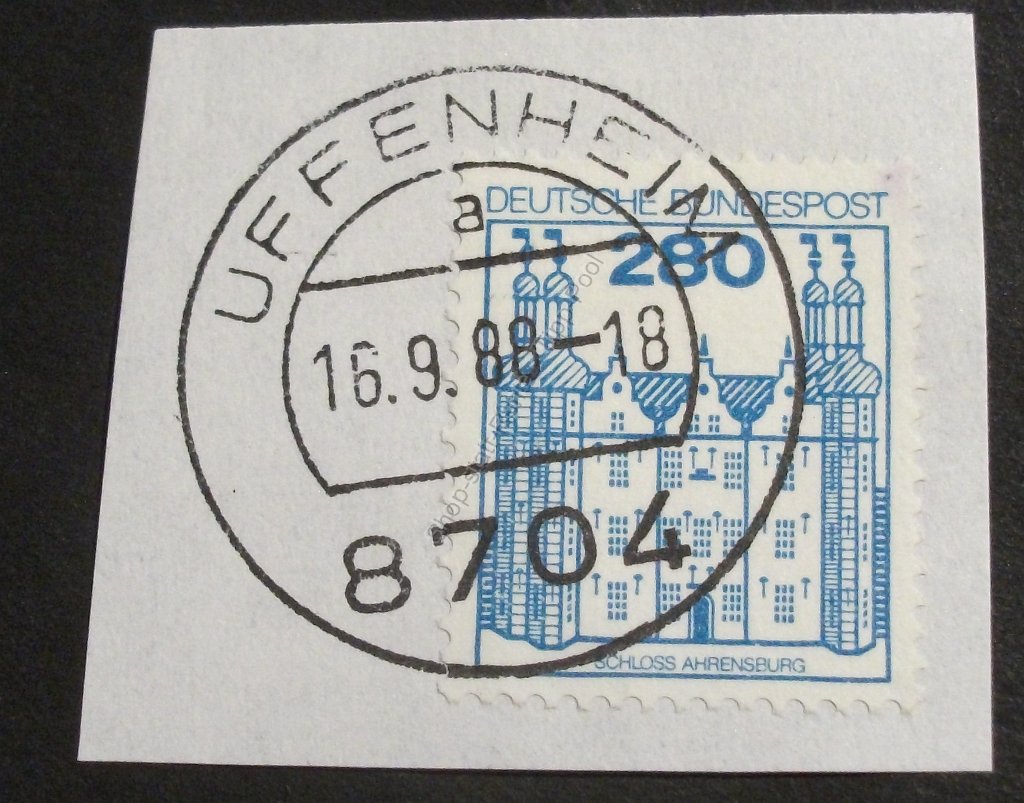 UFFENHEIM
a
16.9.88-18
8704
DEUTSCHE BUNDESPOST
280
SCHLOSS AHRENSBURG